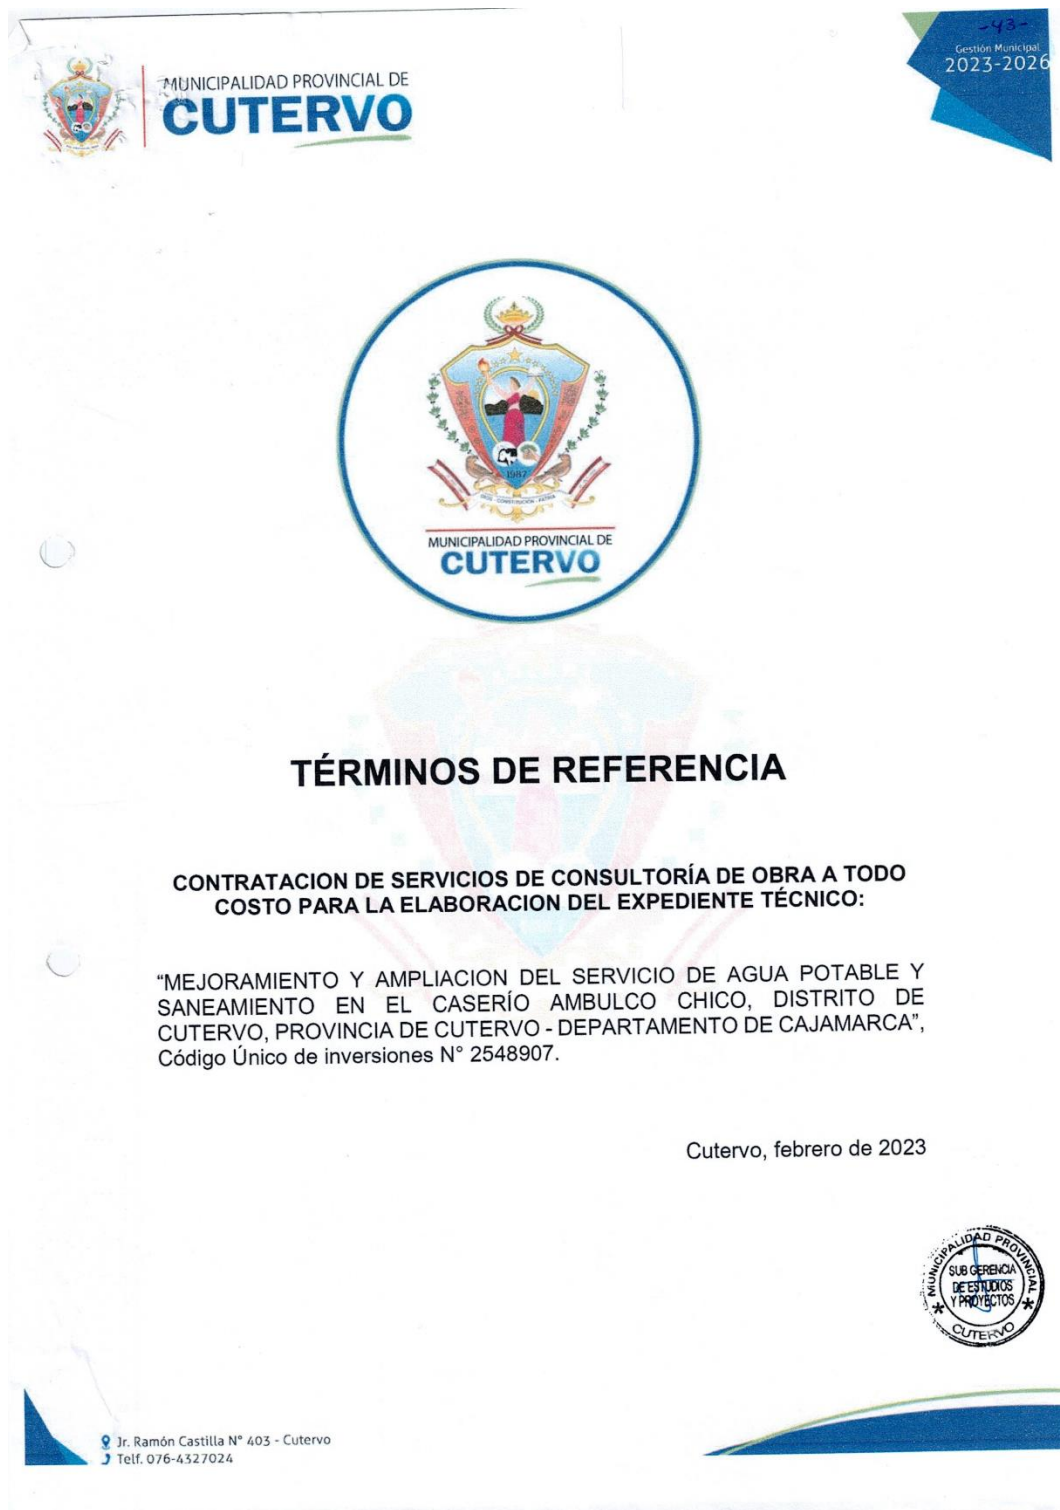 -43-
Gestión Municipal
2023-2026
MUNICIPALIDAD PROVINCIAL DE
CUTERVO
1987
DIOS - CONSTITUCIÓN - PATRIA
MUNICIPALIDAD PROVINCIAL DE
CUTERVO
TÉRMINOS DE REFERENCIA
CONTRATACION DE SERVICIOS DE CONSULTORÍA DE OBRA A TODO
COSTO PARA LA ELABORACION DEL EXPEDIENTE TÉCNICO:
“MEJORAMIENTO Y AMPLIACION DEL SERVICIO DE AGUA POTABLE Y
SANEAMIENTO EN EL CASERÍO AMBULCO CHICO, DISTRITO DE
CUTERVO, PROVINCIA DE CUTERVO - DEPARTAMENTO DE CAJAMARCA”,
Código Único de inversiones N° 2548907.
Cutervo, febrero de 2023
MUNICIPALIDAD PROVINCIAL
SUB GERENCIA
DE ESTUDIOS
Y PROYECTOS
CUTERVO
Jr. Ramón Castilla N° 403 - Cutervo
Telf. 076-4327024